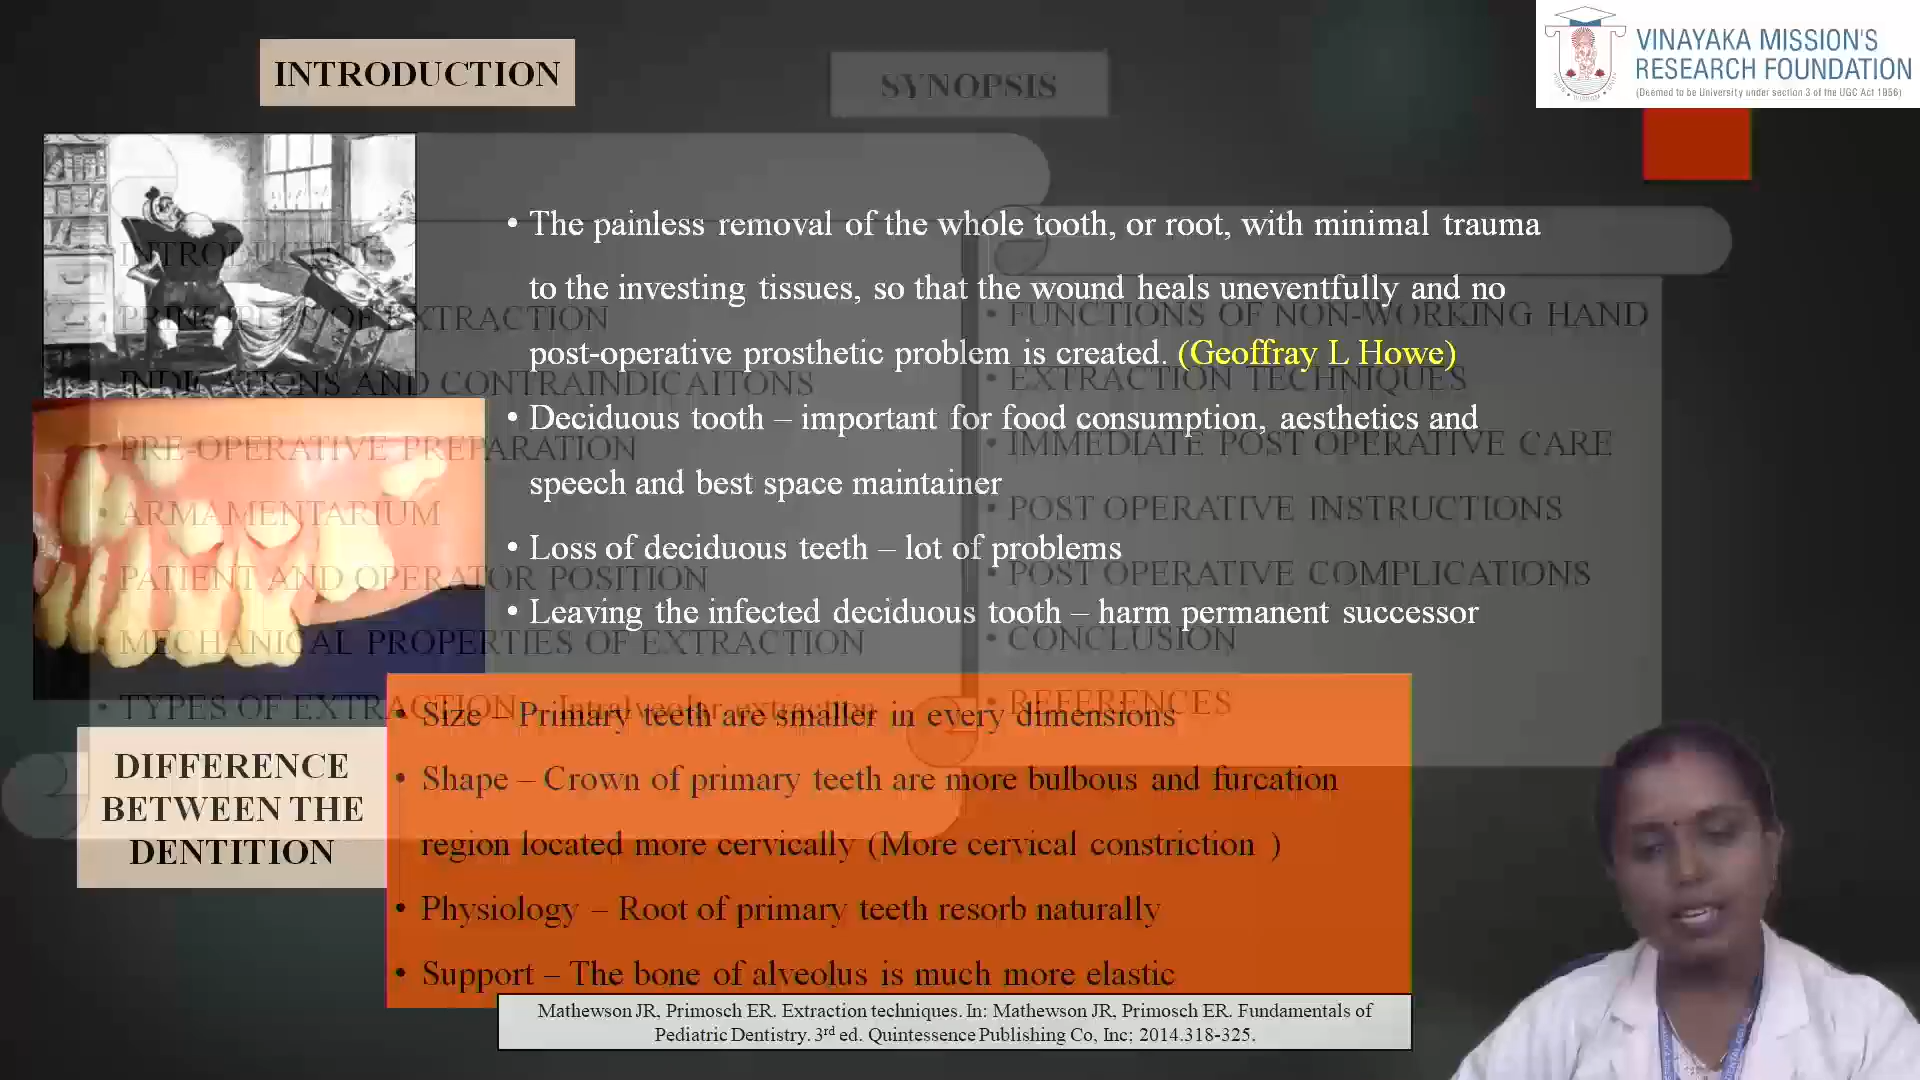 INTRODUCTION
SYNOPSIS
VINAYAKA MISSION'S
RESEARCH FOUNDATION
(Deemed to be University under section 3 of the UGC Act 1956)
• The painless removal of the whole tooth, or root, with minimal trauma
to the investing tissues, so that the wound heals uneventfully and no
post-operative prosthetic problem is created. (Geoffray L Howe)
• Deciduous tooth – important for food consumption, aesthetics and
speech and best space maintainer
• Loss of deciduous teeth – lot of problems
• Leaving the infected deciduous tooth – harm permanent successor
INTRODUCTION
PRINCIPLES OF EXTRACTION
INDICATIONS AND CONTRAINDICAITONS
• PRE-OPERATIVE PREPARATION
• ARMAMENTARIUM
• PATIENT AND OPERATOR POSITION
• MECHANICAL PROPERTIES OF EXTRACTION
• TYPES OF EXTRACTION – Intralveolar extraction
• FUNCTIONS OF NON-WORKING HAND
• EXTRACTION TECHNIQUES
• IMMEDIATE POST OPERATIVE CARE
• POST OPERATIVE INSTRUCTIONS
• POST OPERATIVE COMPLICATIONS
• CONCLUSION
• REFERENCES
DIFFERENCE
BETWEEN THE
DENTITION
• Size – Primary teeth are smaller in every dimensions
• Shape – Crown of primary teeth are more bulbous and furcation
region located more cervically (More cervical constriction )
• Physiology – Root of primary teeth resorb naturally
• Support – The bone of alveolus is much more elastic
Mathewson JR, Primosch ER. Extraction techniques. In: Mathewson JR, Primosch ER. Fundamentals of
Pediatric Dentistry. 3rd ed. Quintessence Publishing Co, Inc; 2014.318-325.